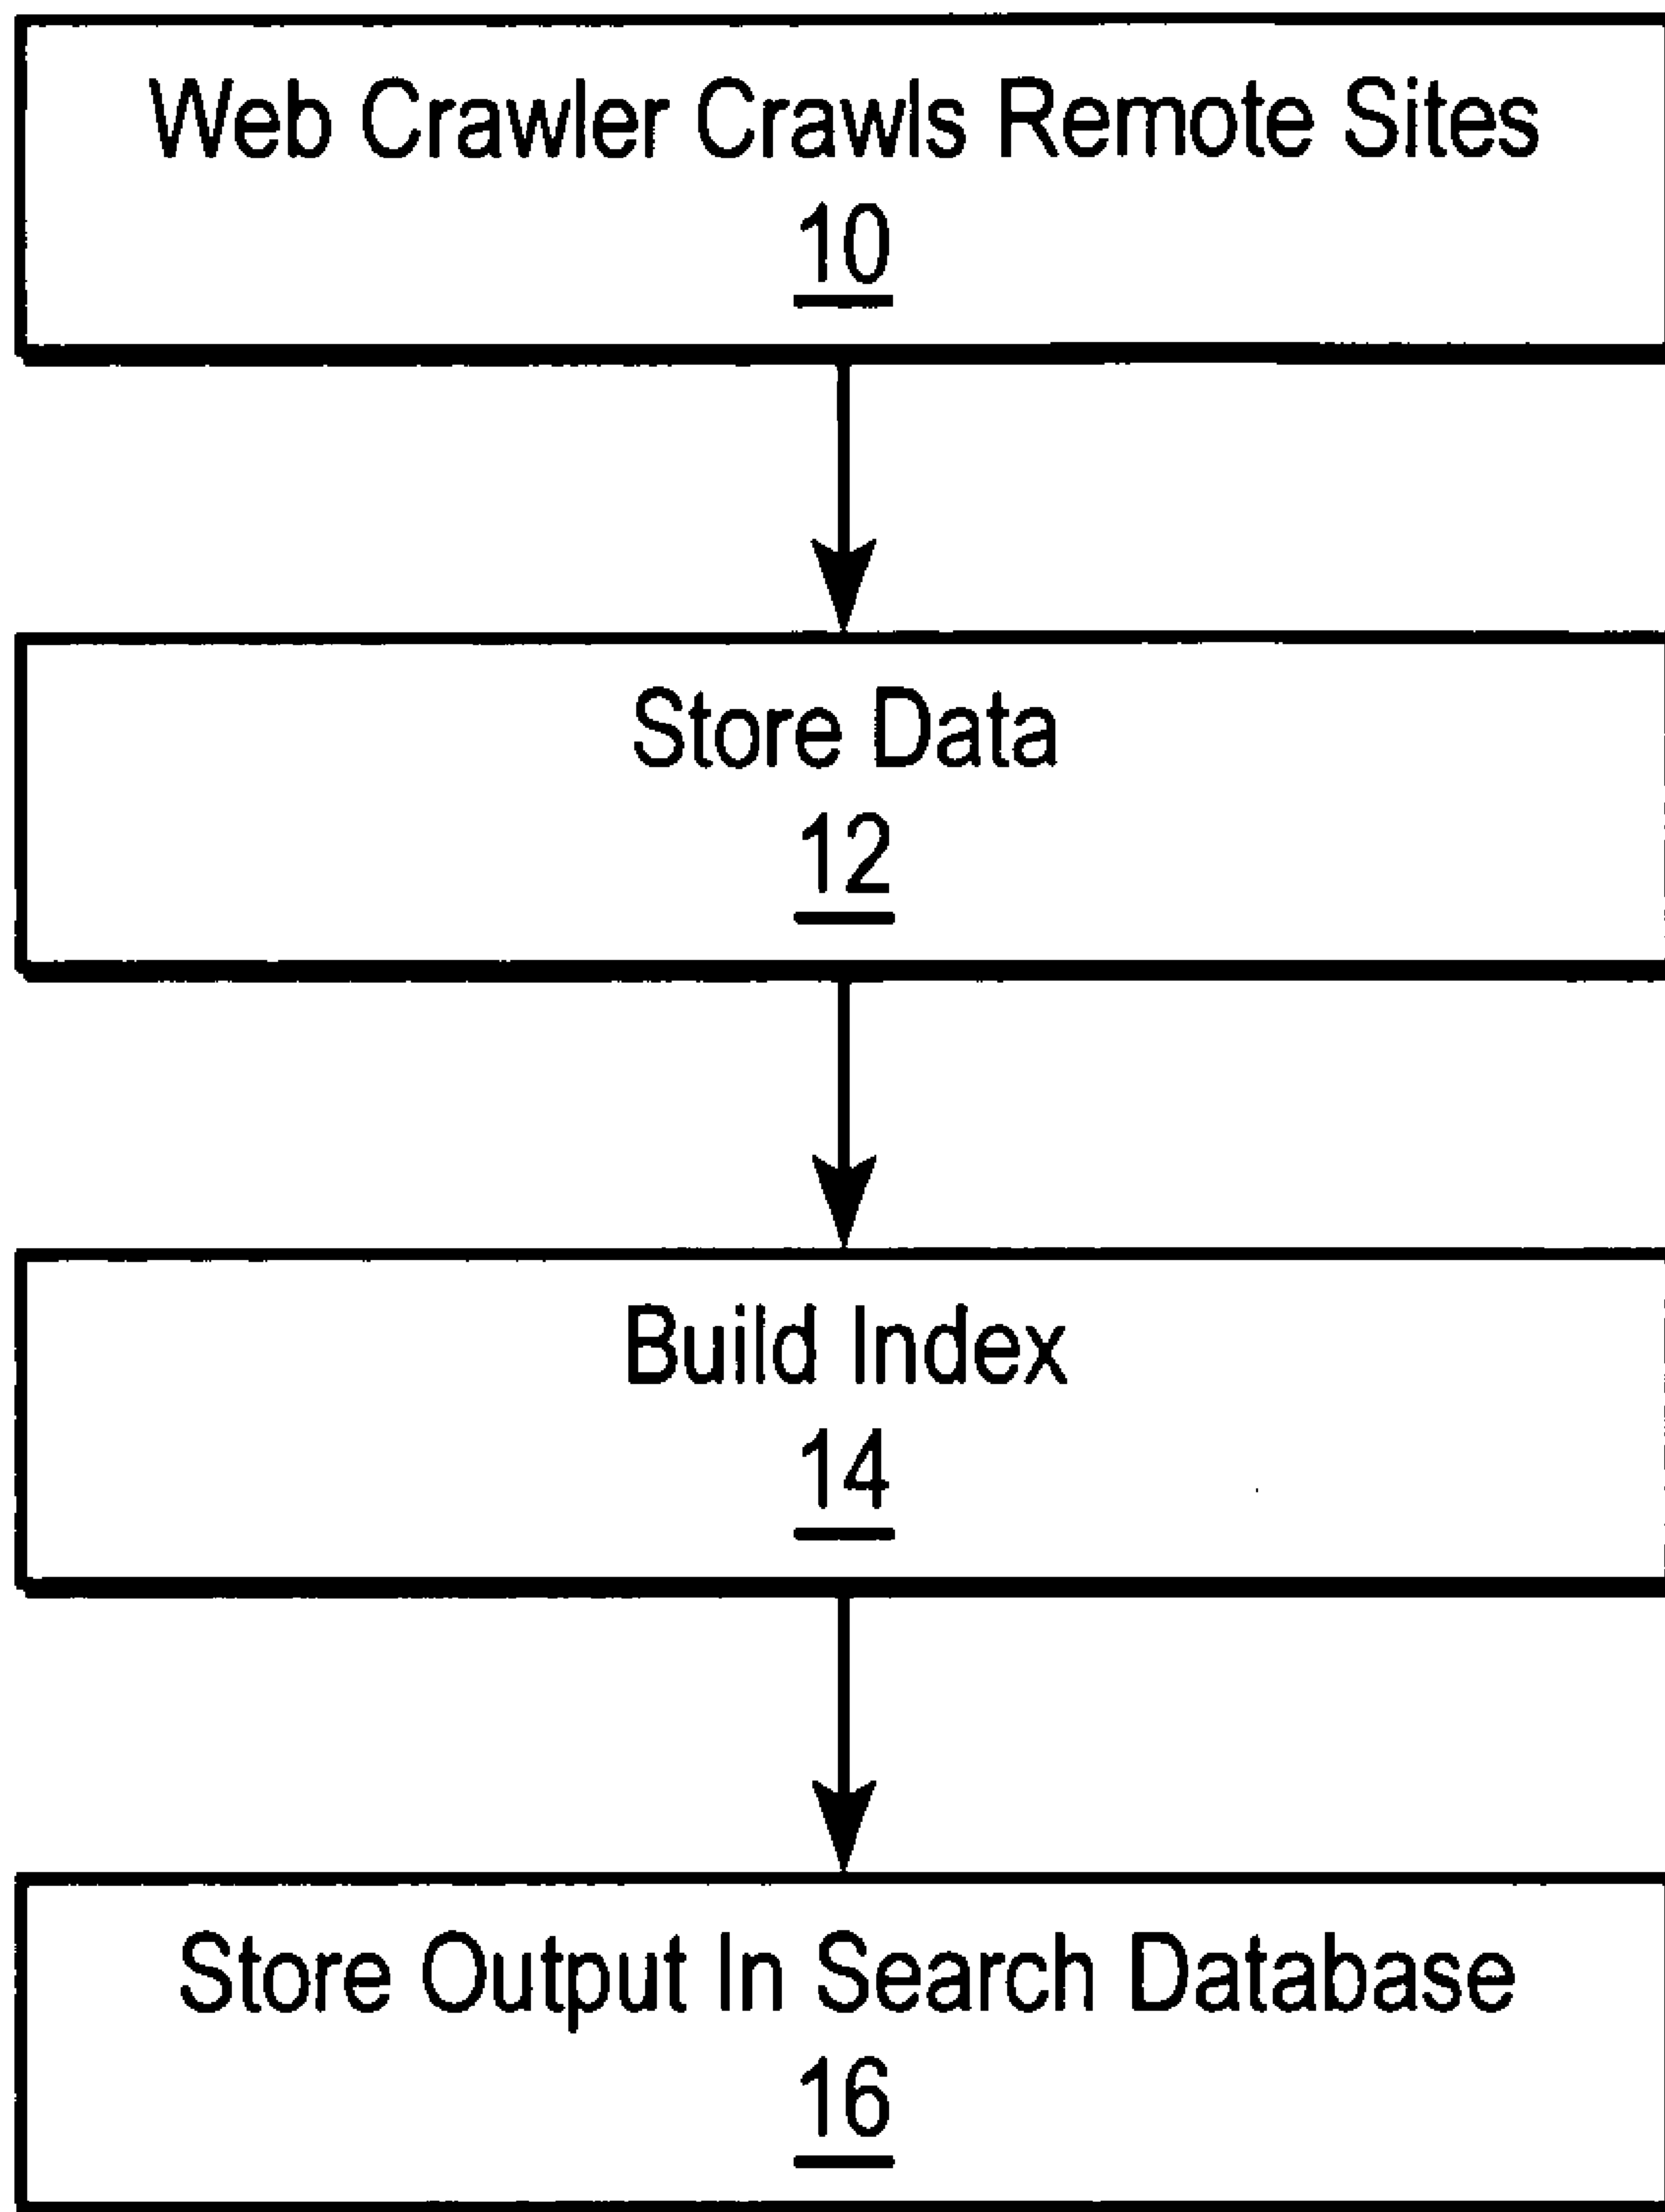 Web Crawler Crawls Remote Sites
10
Store Data
12
Build Index
14
Store Output In Search Database
16